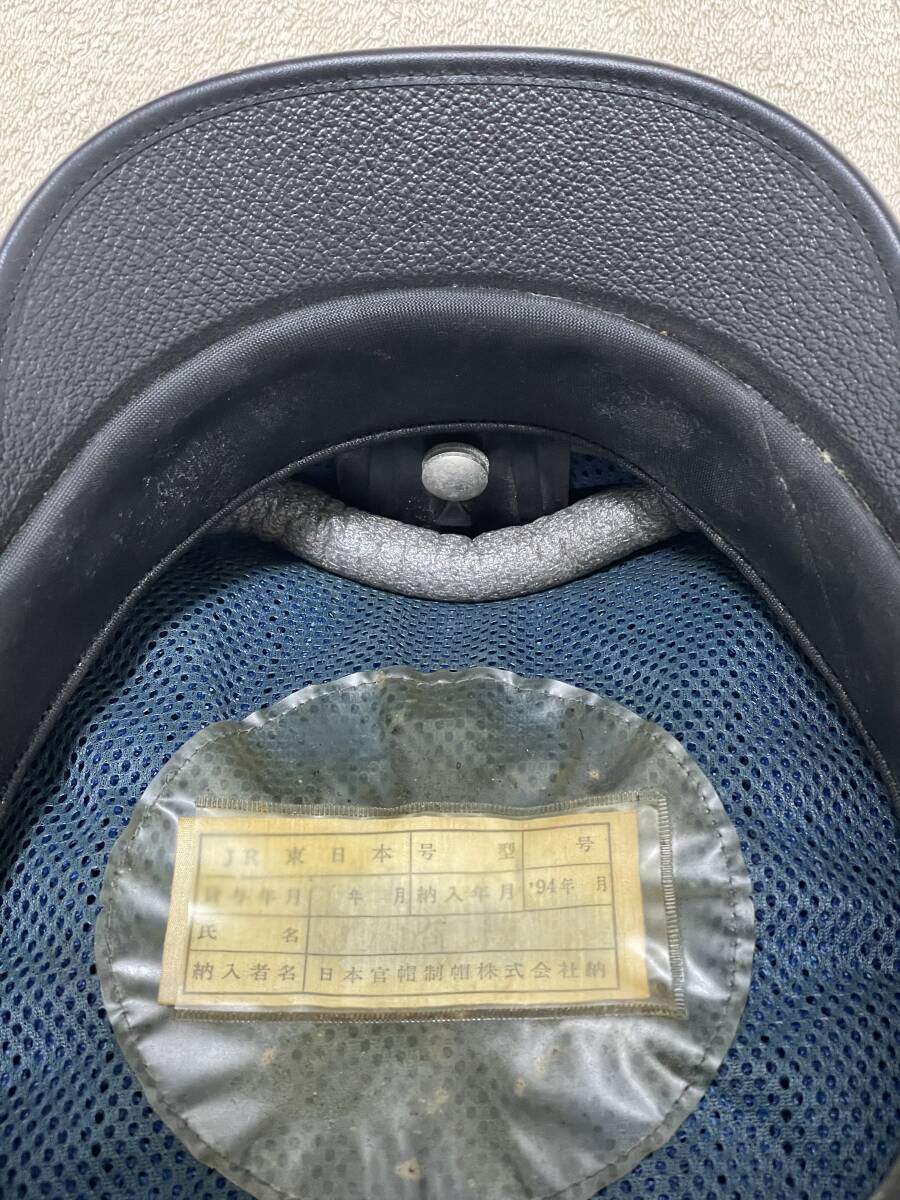 JR東日本 号型 号
貸与年月 年 月 納入年月 '94年 月
氏 名
納入者名 日本官帽制帽株式会社納